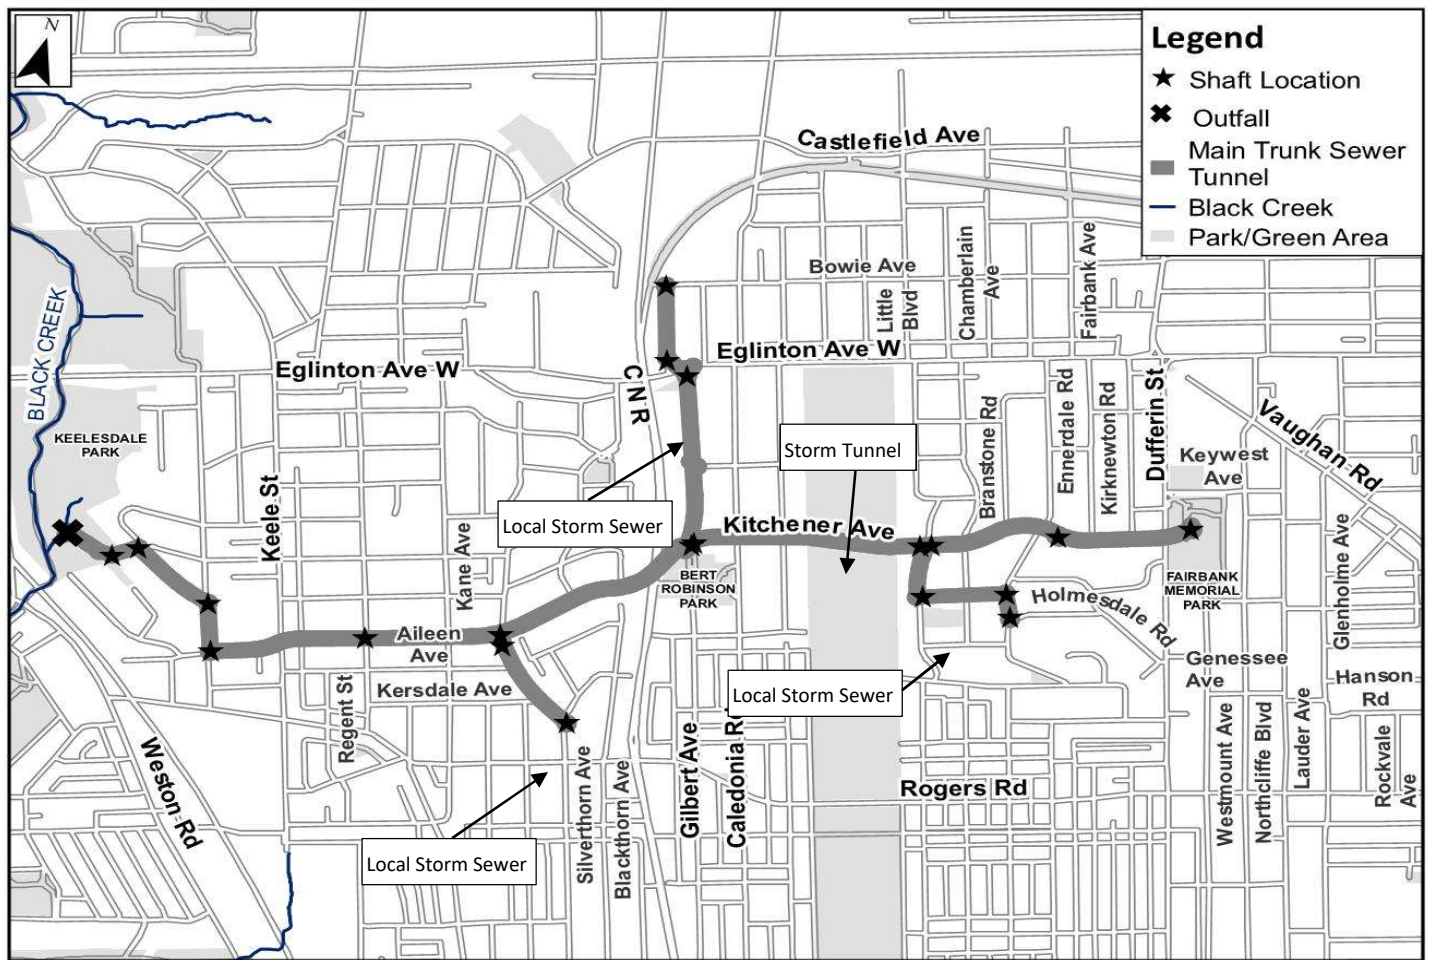 N
Legend
Shaft Location
Outfall
Main Trunk Sewer
Tunnel
Black Creek
Park/Green Area
Castlefield Ave
Bowie Ave
Little
Blvd
Chamberlain
Ave
Fairbank Ave
Eglinton Ave W
Eglinton Ave W
BLACK CREEK
CNR
KEELESDALE
PARK
Keele St
Kane Ave
Storm Tunnel
Local Storm Sewer
Kitchener Ave
Branstone Rd
Ennerdale Rd
Kirknewton Rd
Dufferin St
Vaughan Rd
Keywest
Ave
Glenholme Ave
BERT
ROBINSON
PARK
FAIRBANK
MEMORIAL
PARK
Holmesdale Rd
Aileen
Ave
Kersdale Ave
Regent St
Genessee
Ave
Hanson
Rd
Local Storm Sewer
Weston Rd
Silverthorn Ave
Blackthorn Ave
Gilbert Ave
Caledonia Rd
Rogers Rd
Westmount Ave
Northcliffe Blvd
Lauder Ave
Rockvale
Ave
Local Storm Sewer